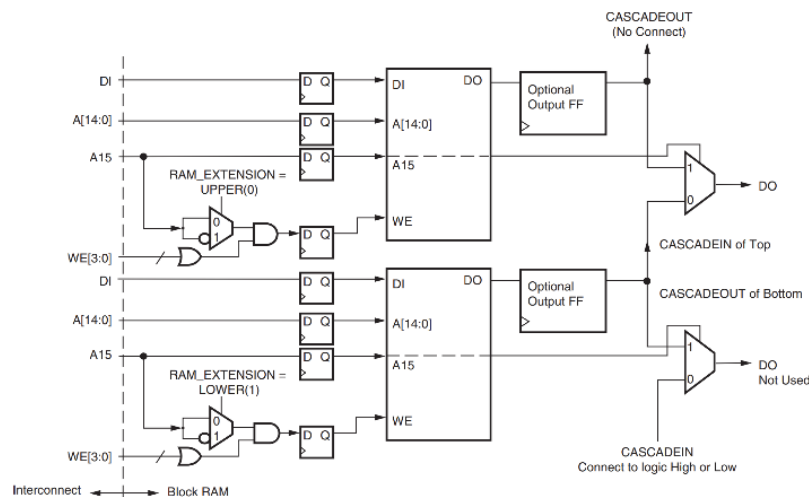 CASCADEOUT
(No Connect)
DI
D Q
DI
DO
Optional
Output FF
A[14:0]
D Q
A[14:0]
A15
D Q
A15
1
DO
RAM_EXTENSION =
UPPER(0)
0
1
D Q
WE
0
WE[3:0]
CASCADEIN of Top
DI
D Q
DI
DO
Optional
Output FF
CASCADEOUT of Bottom
A[14:0]
D Q
A[14:0]
A15
D Q
A15
1
DO
Not Used
RAM_EXTENSION =
LOWER(1)
0
1
D Q
WE
0
WE[3:0]
CASCADEIN
Connect to logic High or Low
Interconnect
Block RAM